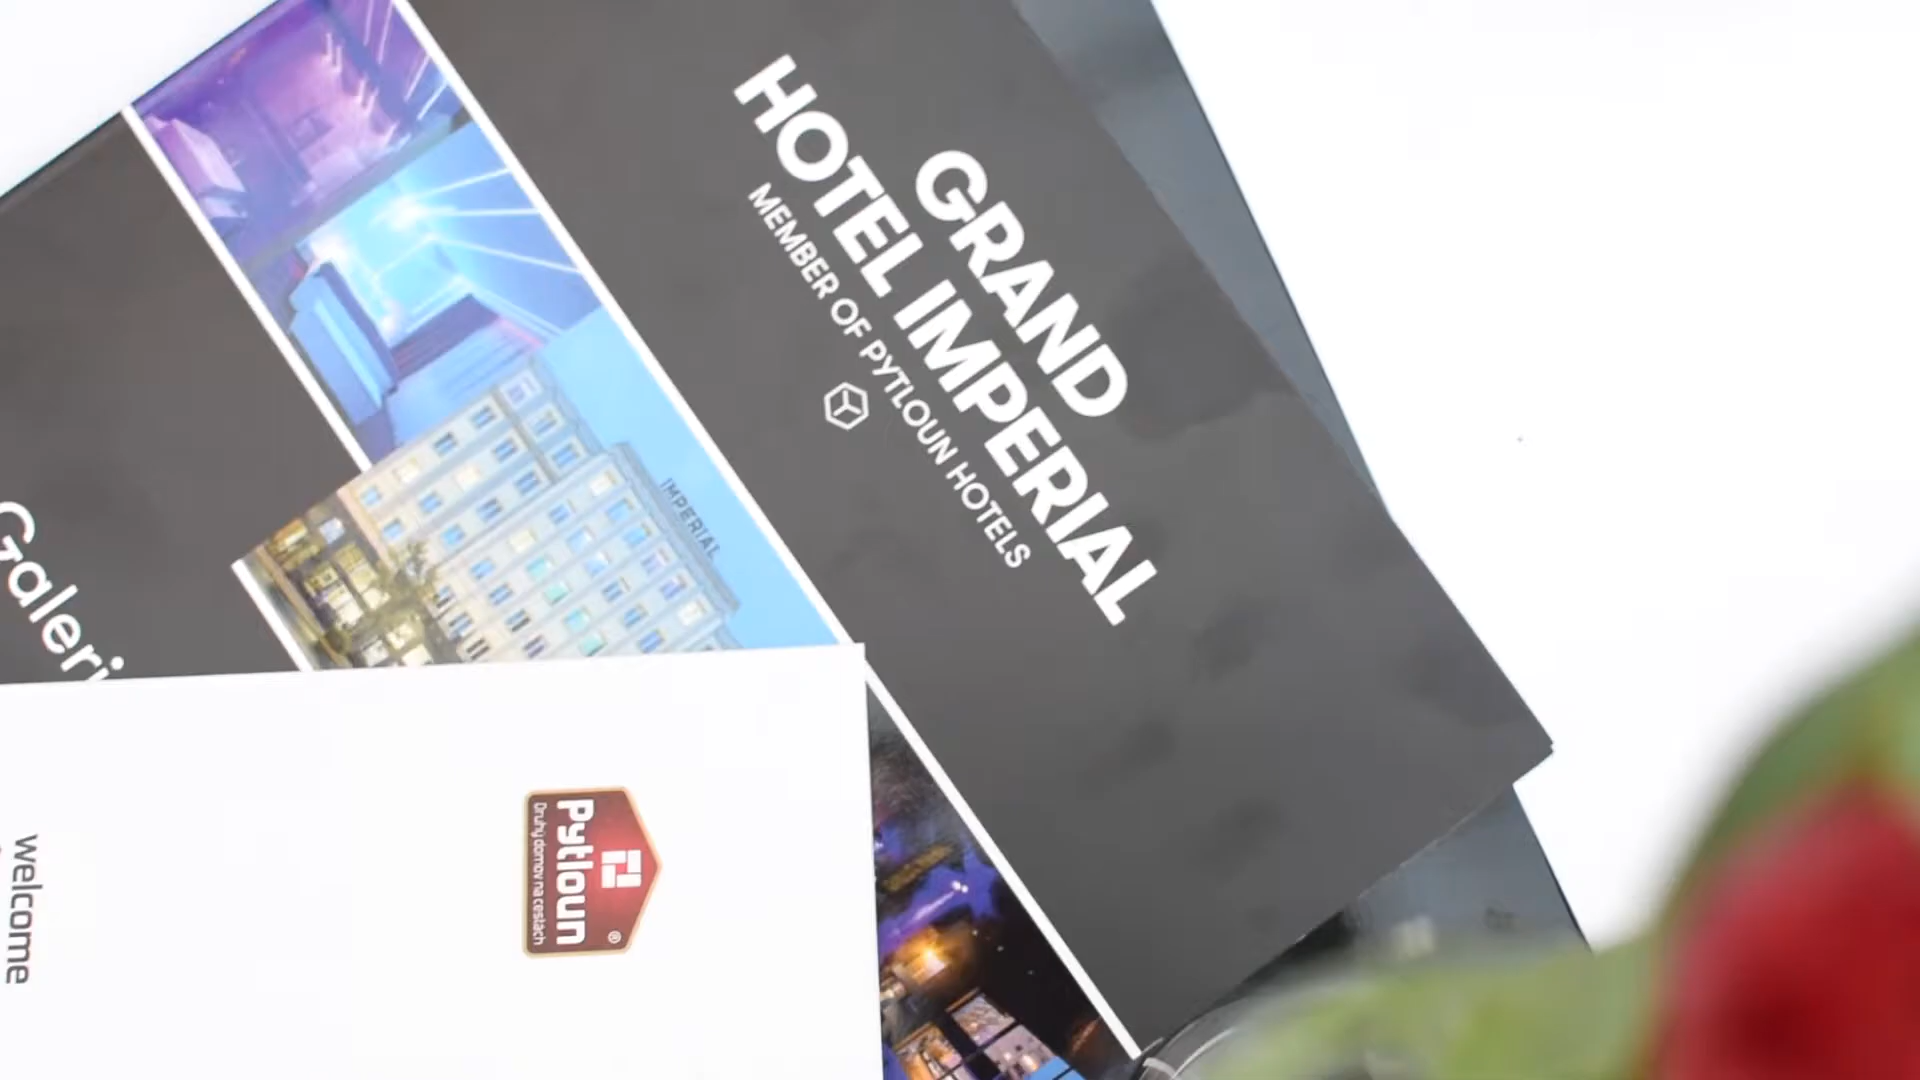 GRAND
HOTEL IMPERIAL
MEMBER OF PYTLOUN HOTELS
IMPERIAL
Galeri
Pytloun
®
Druhý domov na cestách
welcome